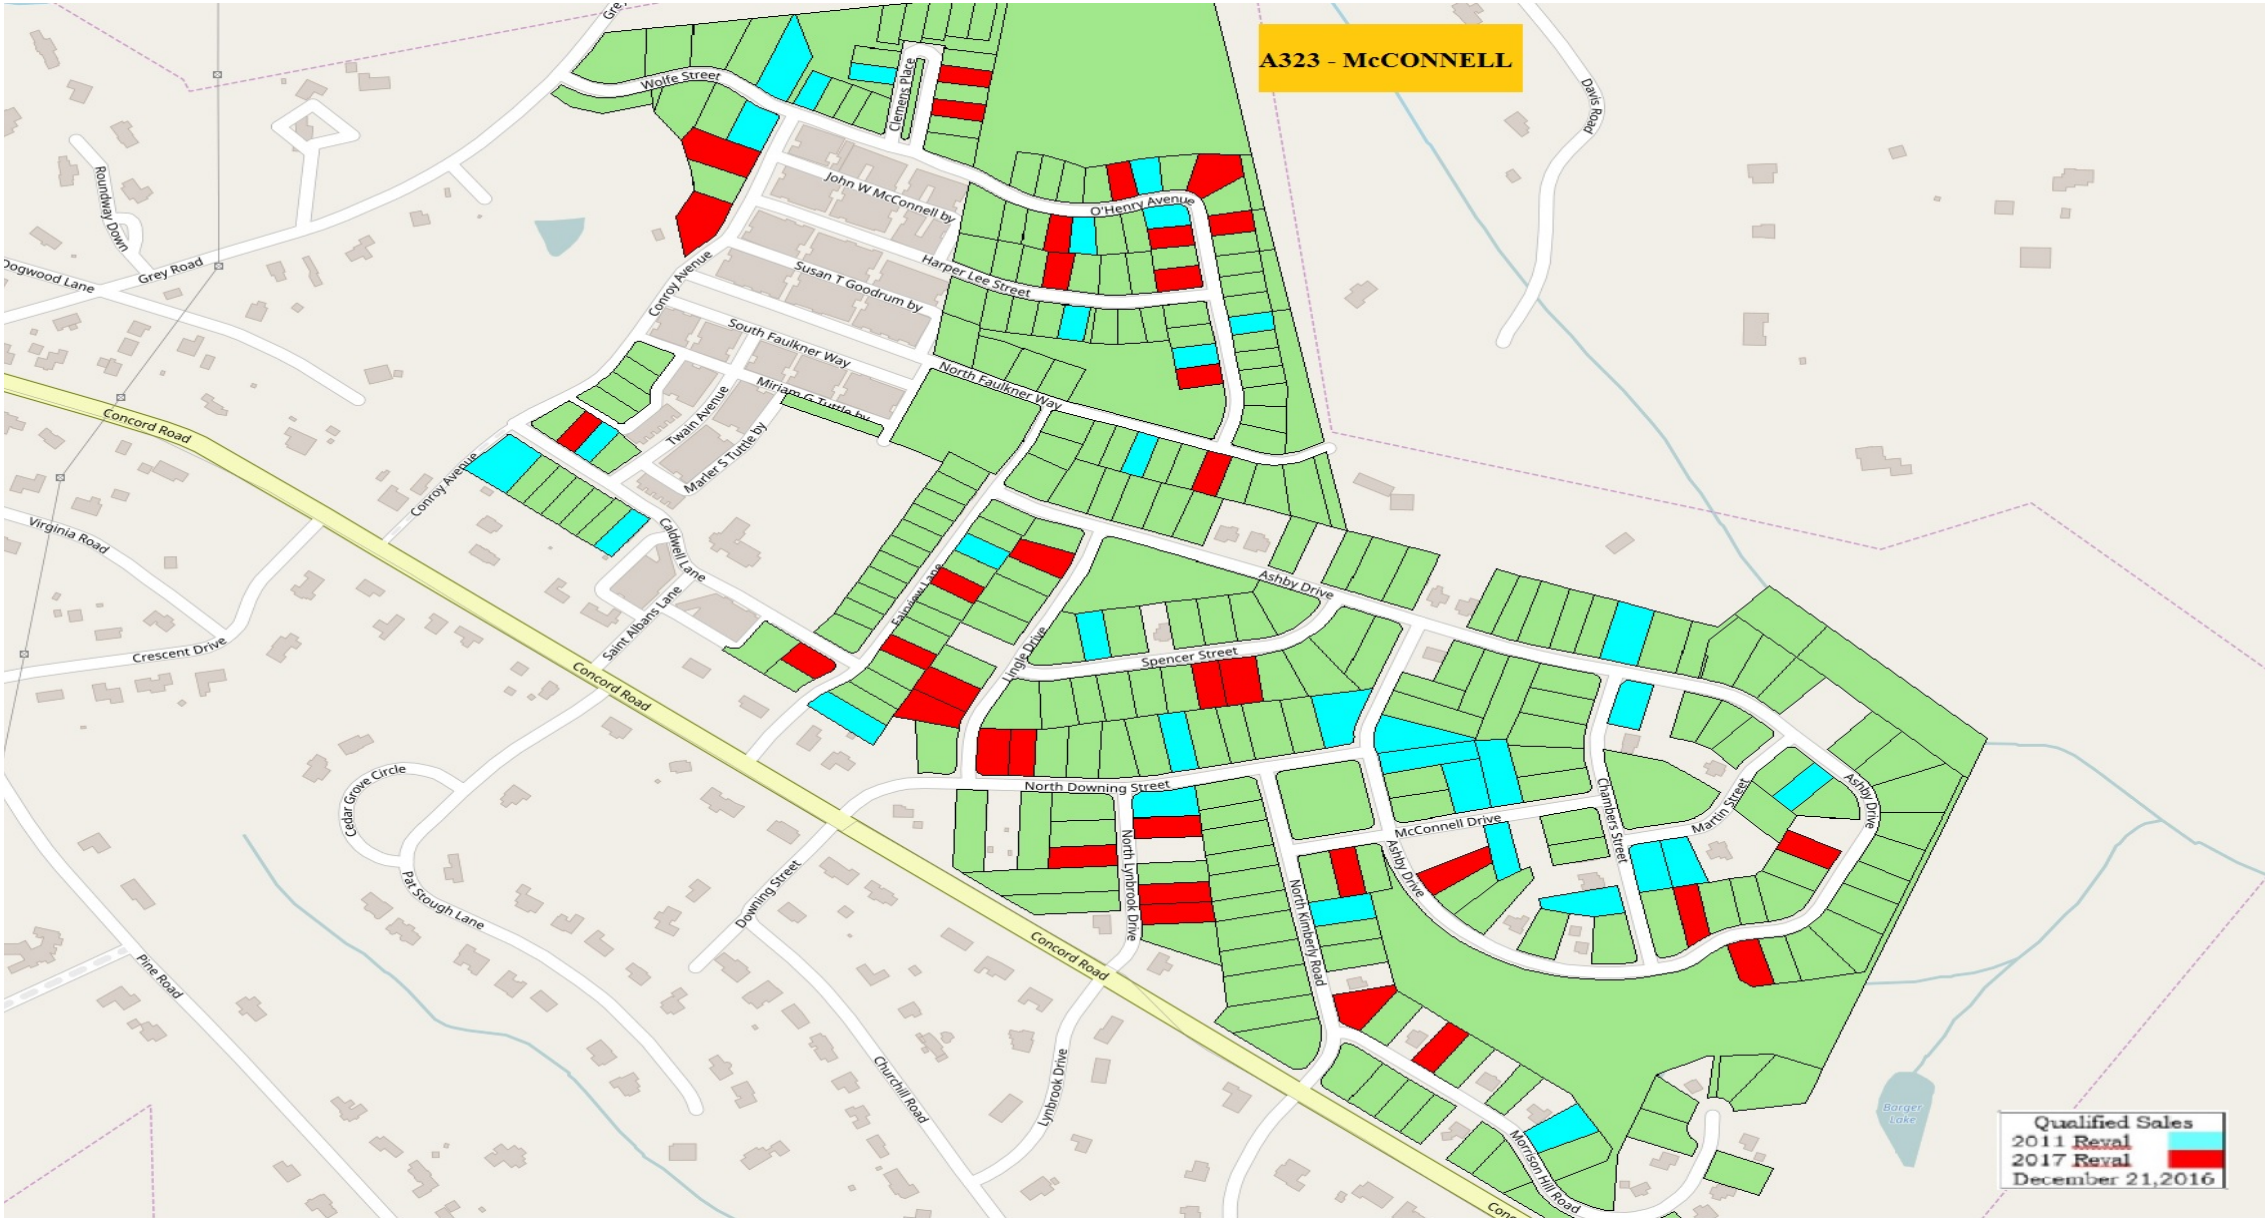 A323 - McCONNELL
Wolfe Street
Clemens Place
Davis Road
John W McConnell by
O'Henry Avenue
Roundway Down
Grey Road
Dogwood Lane
Conroy Avenue
Harper Lee Street
Susan T Goodrum by
South Faulkner Way
North Faulkner Way
Miriam G Tuttle by
Twain Avenue
Marler S Tuttle by
Concord Road
Conroy Avenue
Virginia Road
Caldwell Lane
Ashby Drive
Fairview Lane
Saint Albans Lane
Crescent Drive
Lingle Drive
Spencer Street
Concord Road
North Downing Street
Cedar Grove Circle
Chambers Street
Martin Street
Ashby Drive
McConnell Drive
North Lynbrook Drive
Ashby Drive
Pat Stough Lane
Downing Street
North Kimberly Road
Concord Road
Pine Road
Churchill Road
Lynbrook Drive
Morrison Hill Road
Barger
Lake
Qualified Sales
2011 Reval
2017 Reval
December 21,2016